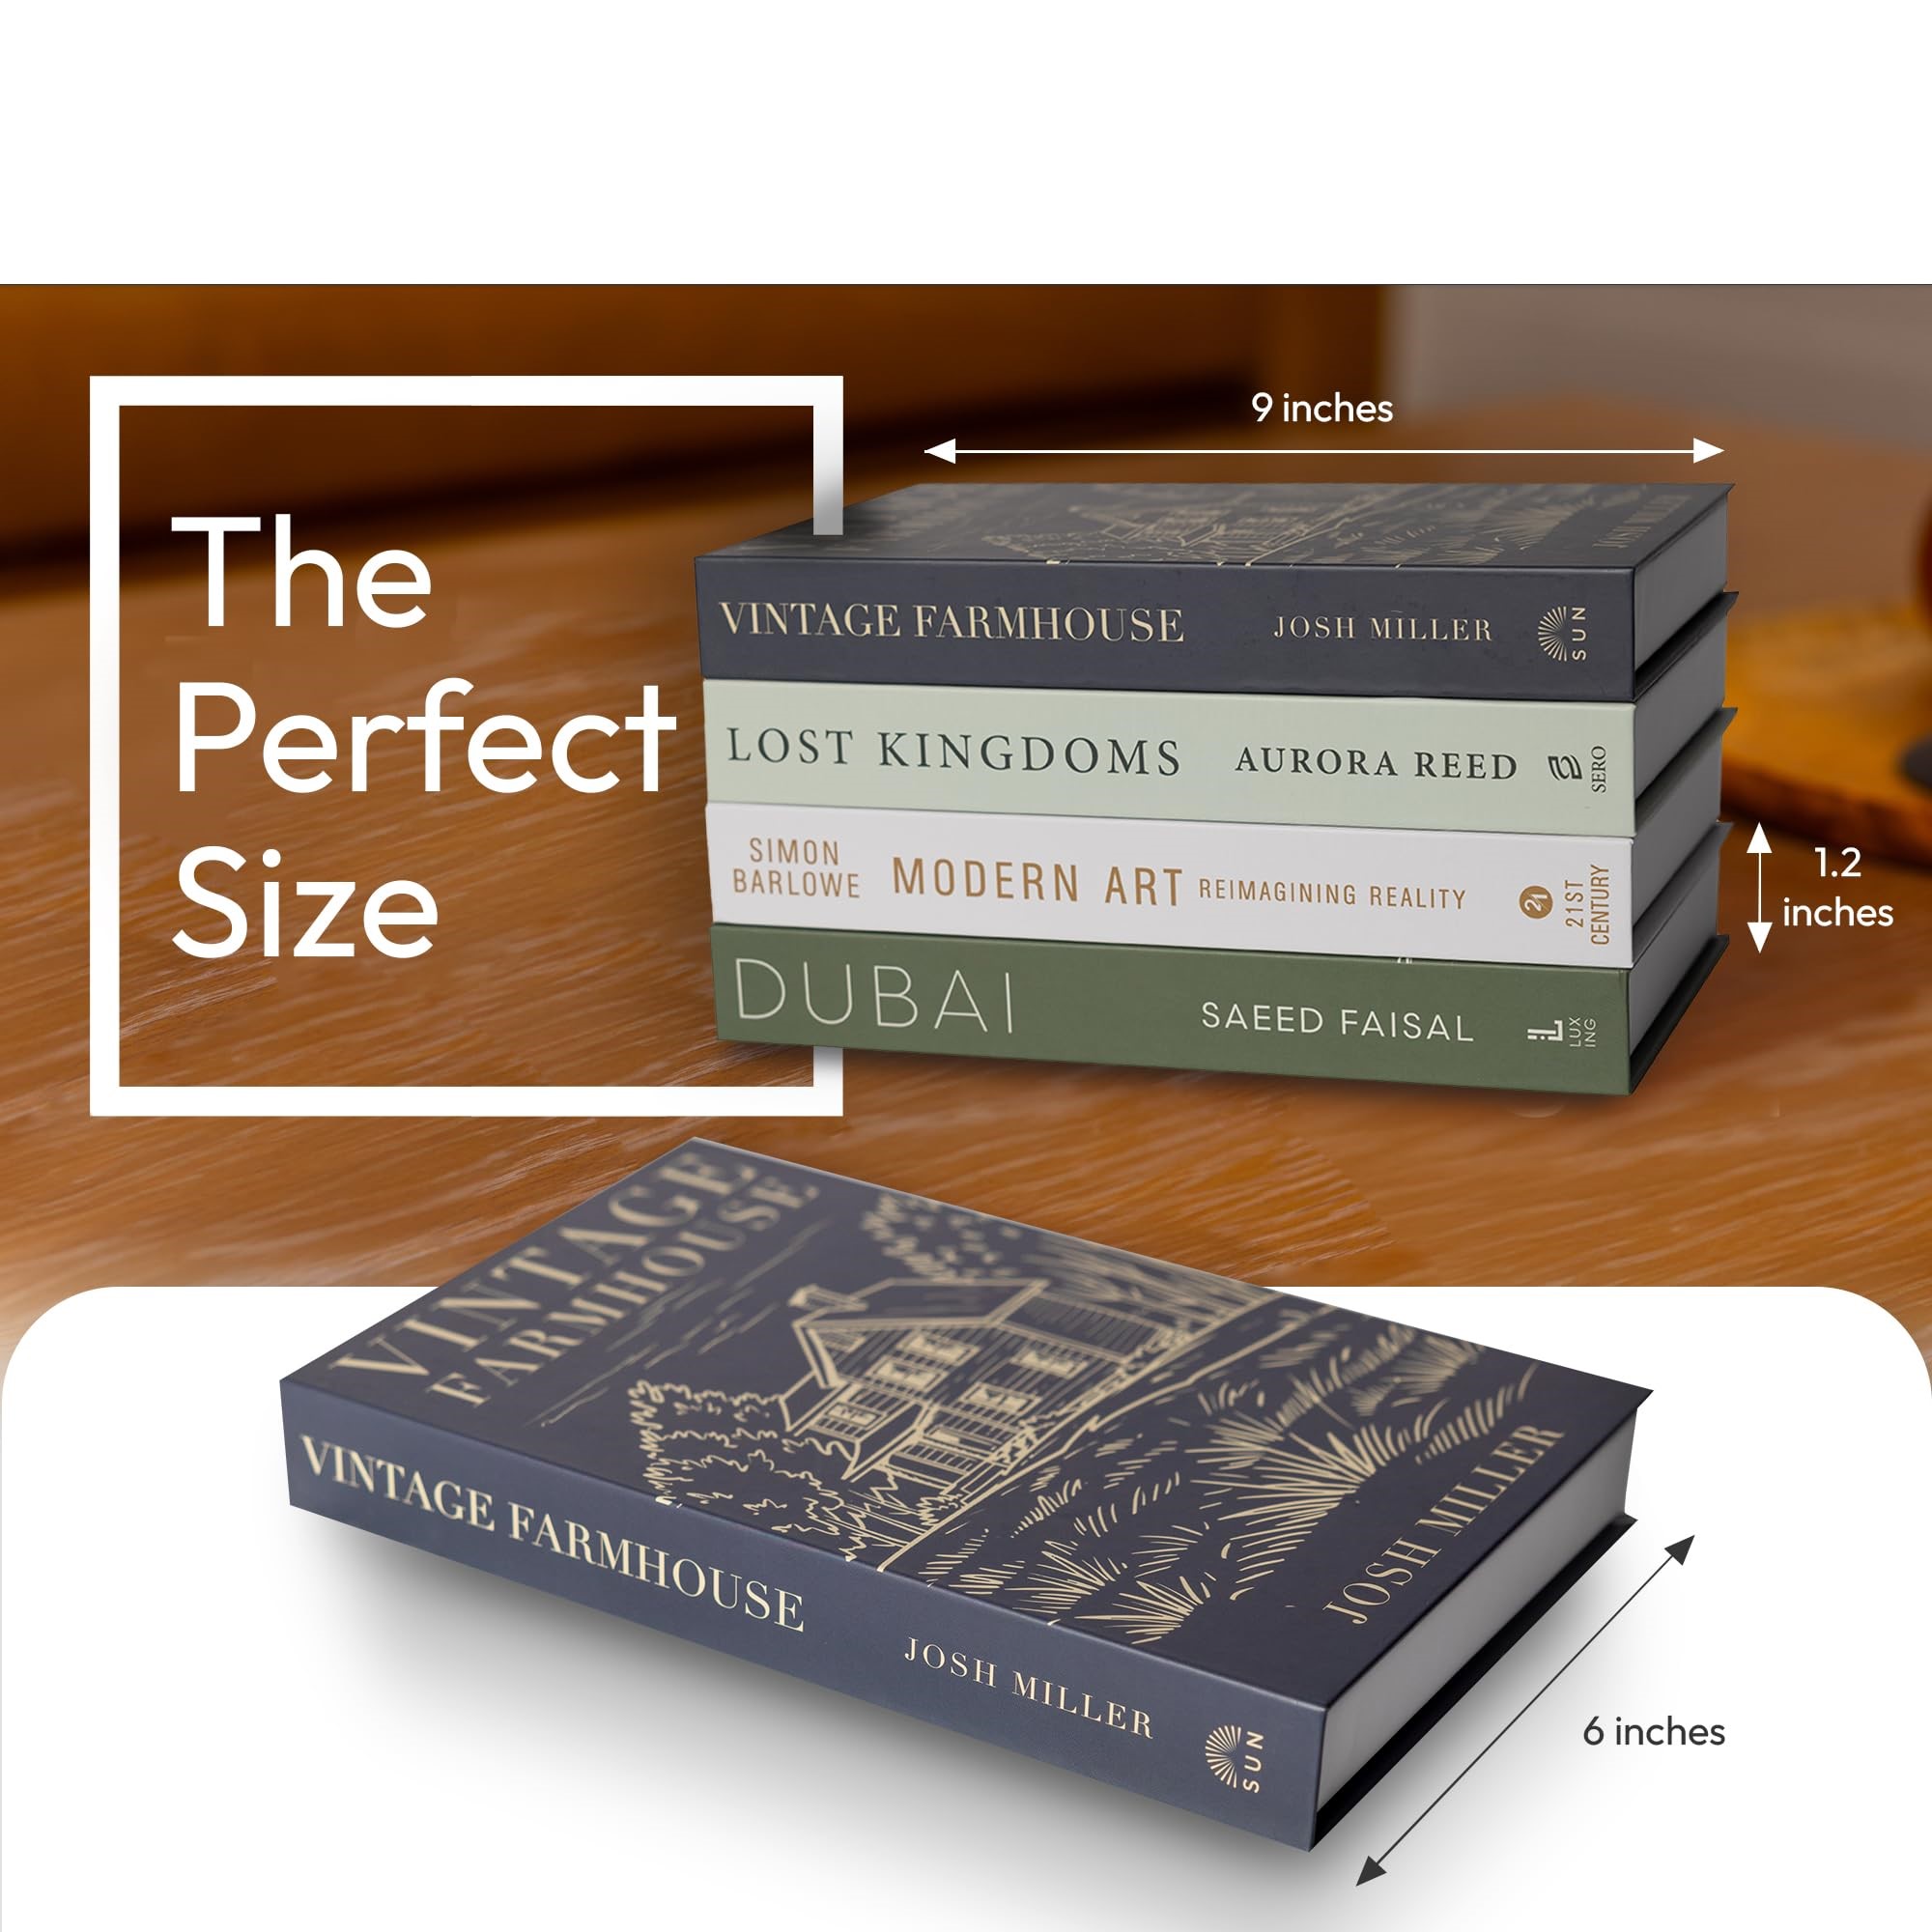 The
Perfect
Size
9 inches
JOSH MILLER
VINTAGE FARMHOUSE JOSH MILLER SUN
LOST KINGDOMS AURORA REED SERO
SIMON
BARLOWE
MODERN ART REIMAGINING REALITY
21
21ST
CENTURY
DUBAI SAEED FAISAL
LUX
ING
1.2
inches
VINTAGE
FARMHOUSE
JOSH MILLER
VINTAGE FARMHOUSE JOSH MILLER SUN
6 inches